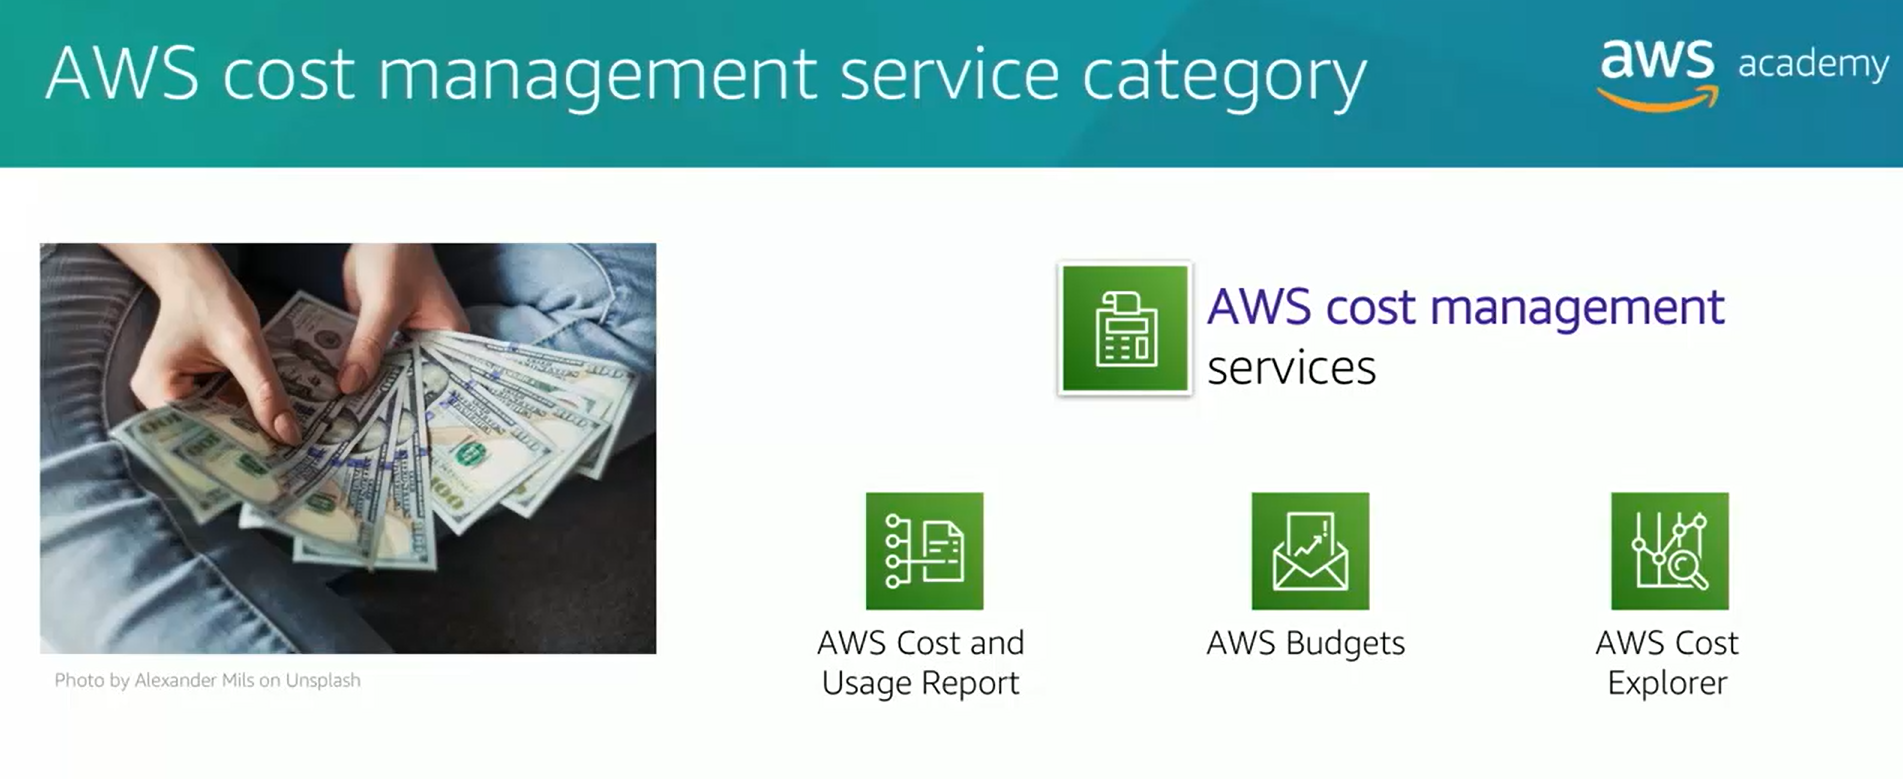 AWS cost management service category
aws academy
AWS cost management
services
Photo by Alexander Mils on Unsplash
AWS Cost and
Usage Report
AWS Budgets
AWS Cost
Explorer